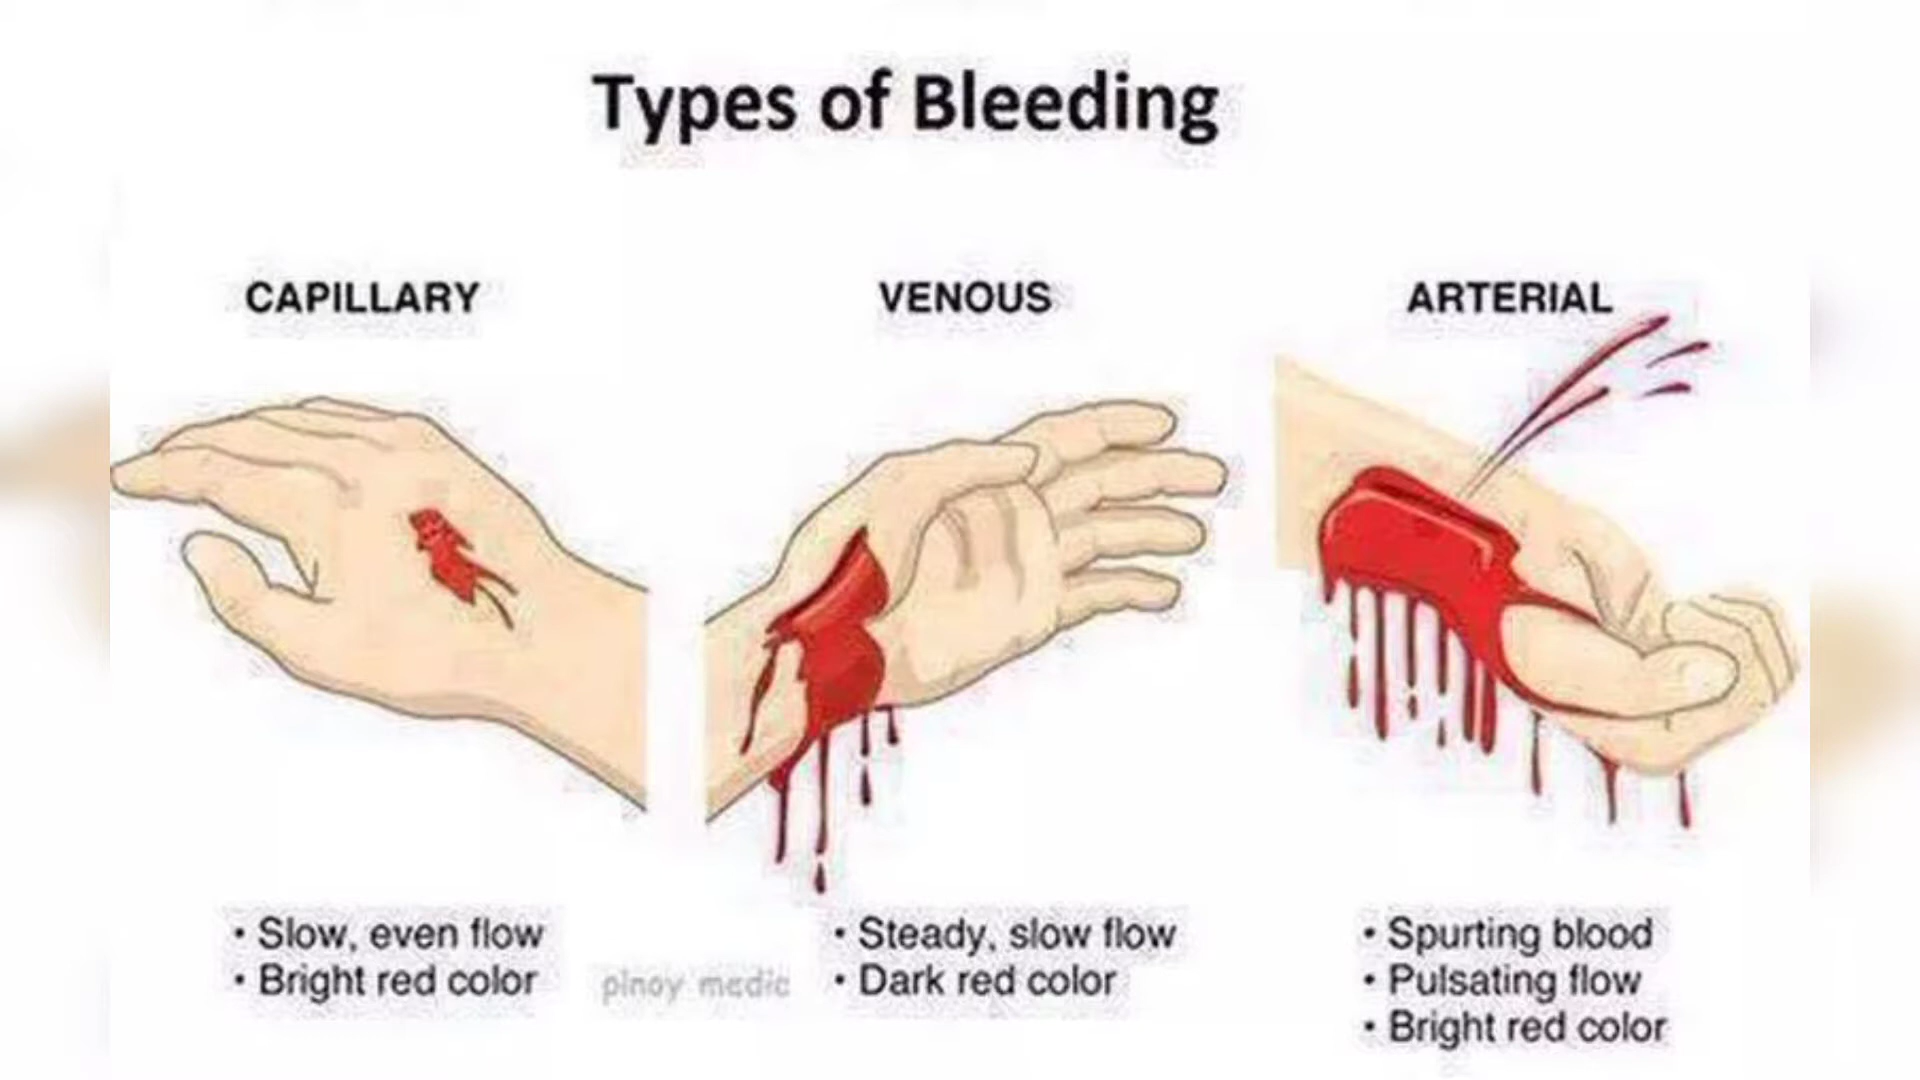 Types of Bleeding
CAPILLARY
VENOUS
ARTERIAL
• Slow, even flow
• Bright red color
pinoy medic
• Steady, slow flow
• Dark red color
• Spurting blood
• Pulsating flow
• Bright red color